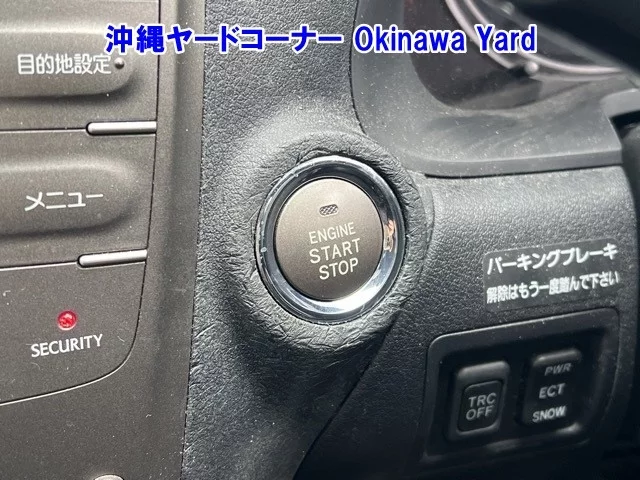 沖縄ヤードコーナー Okinawa Yard
目的地設定
メニュー
SECURITY
ENGINE
START
STOP
パーキングブレーキ
解除はもう一度踏んで下さい
TRC
OFF
PWR
ECT
SNOW